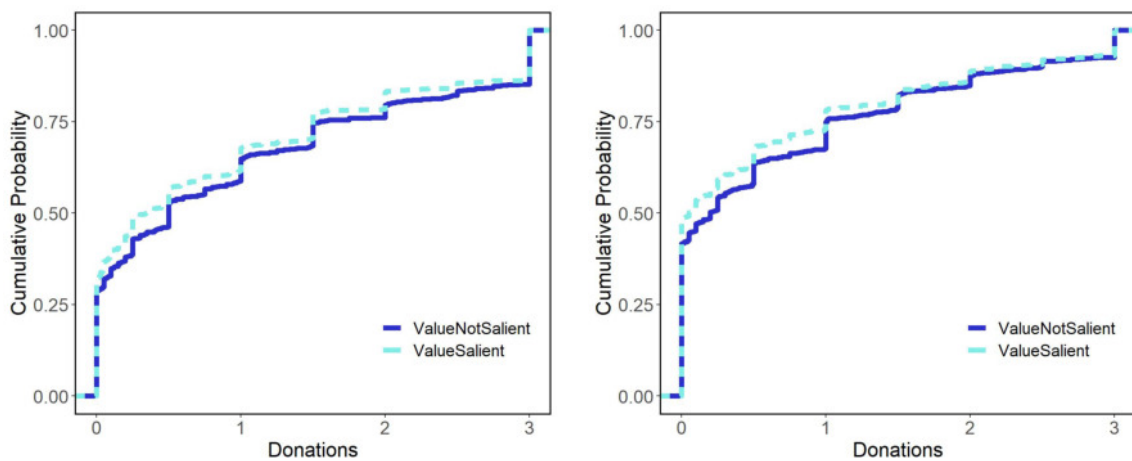 1.00
0.75
0.50
0.25
0.00
Cumulative Probability
ValueNotSalient
ValueSalient
0 1 2 3
Donations
1.00
0.75
0.50
0.25
0.00
Cumulative Probability
ValueNotSalient
ValueSalient
0 1 2 3
Donations